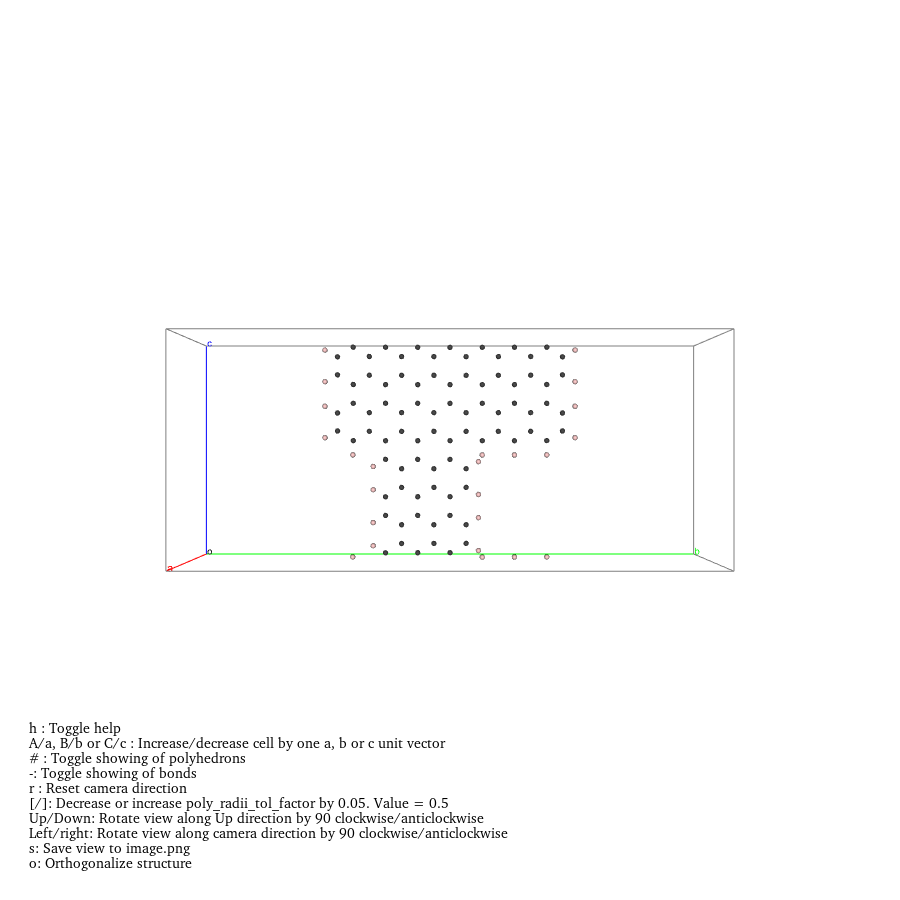 c
o
b
a
h : Toggle help
A/a, B/b or C/c : Increase/decrease cell by one a, b or c unit vector
# : Toggle showing of polyhedrons
-: Toggle showing of bonds
r : Reset camera direction
[/]: Decrease or increase poly_radii_tol_factor by 0.05. Value = 0.5
Up/Down: Rotate view along Up direction by 90 clockwise/anticlockwise
Left/right: Rotate view along camera direction by 90 clockwise/anticlockwise
s: Save view to image.png
o: Orthogonalize structure